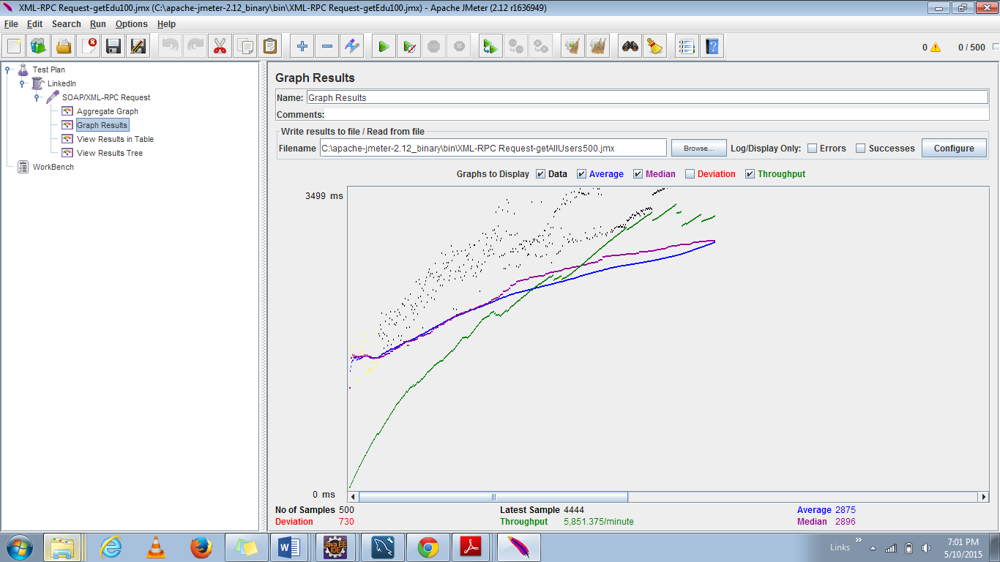 XML-RPC Request-getEdu100.jmx (C:\apache-jmeter-2.12_binary\bin\XML-RPC Request-getEdu100.jmx) - Apache JMeter (2.12 r1636949)
File Edit Search Run Options Help
0 0 / 500
Test Plan
LinkedIn
SOAP/XML-RPC Request
Aggregate Graph
Graph Results
View Results in Table
View Results Tree
WorkBench
Graph Results
Name: Graph Results
Comments:
Write results to file / Read from file
Filename C:\apache-jmeter-2.12_binary\bin\XML-RPC Request-getAllUsers500.jmx Browse... Log/Display Only: Errors Successes Configure
Graphs to Display Data Average Median Deviation Throughput
3499 ms
0 ms
No of Samples 500 Latest Sample 4444 Average 2875
Deviation 730 Throughput 5,851.375/minute Median 2896
Java EE
IDE
Links »
7:01 PM
5/10/2015